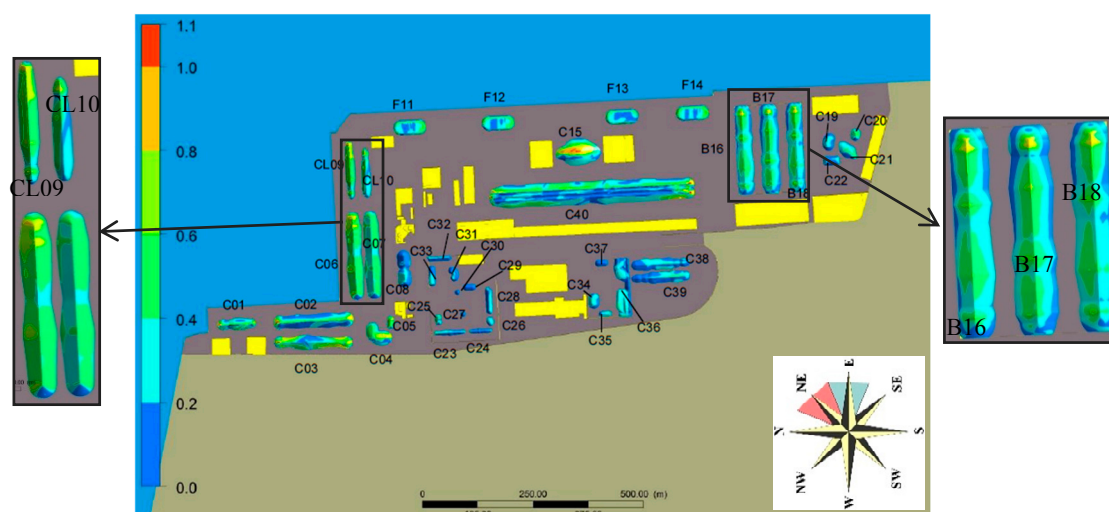 1.1
1.0
0.8
0.6
0.4
0.2
0.0
CL10
CL09
F11
F12
F13
F14
B17
B16
B18
C19
C20
C21
C22
C15
CL09
CL10
C40
C06
C07
C08
C32
C31
C33
C30
C29
C37
C38
C39
C34
C35
C36
C28
C25
C27
C26
C23
C24
C01
C02
C05
C04
C03
B18
B17
B16
E
NE
SE
N
S
NW
SW
W
0
250.00
500.00 (m)